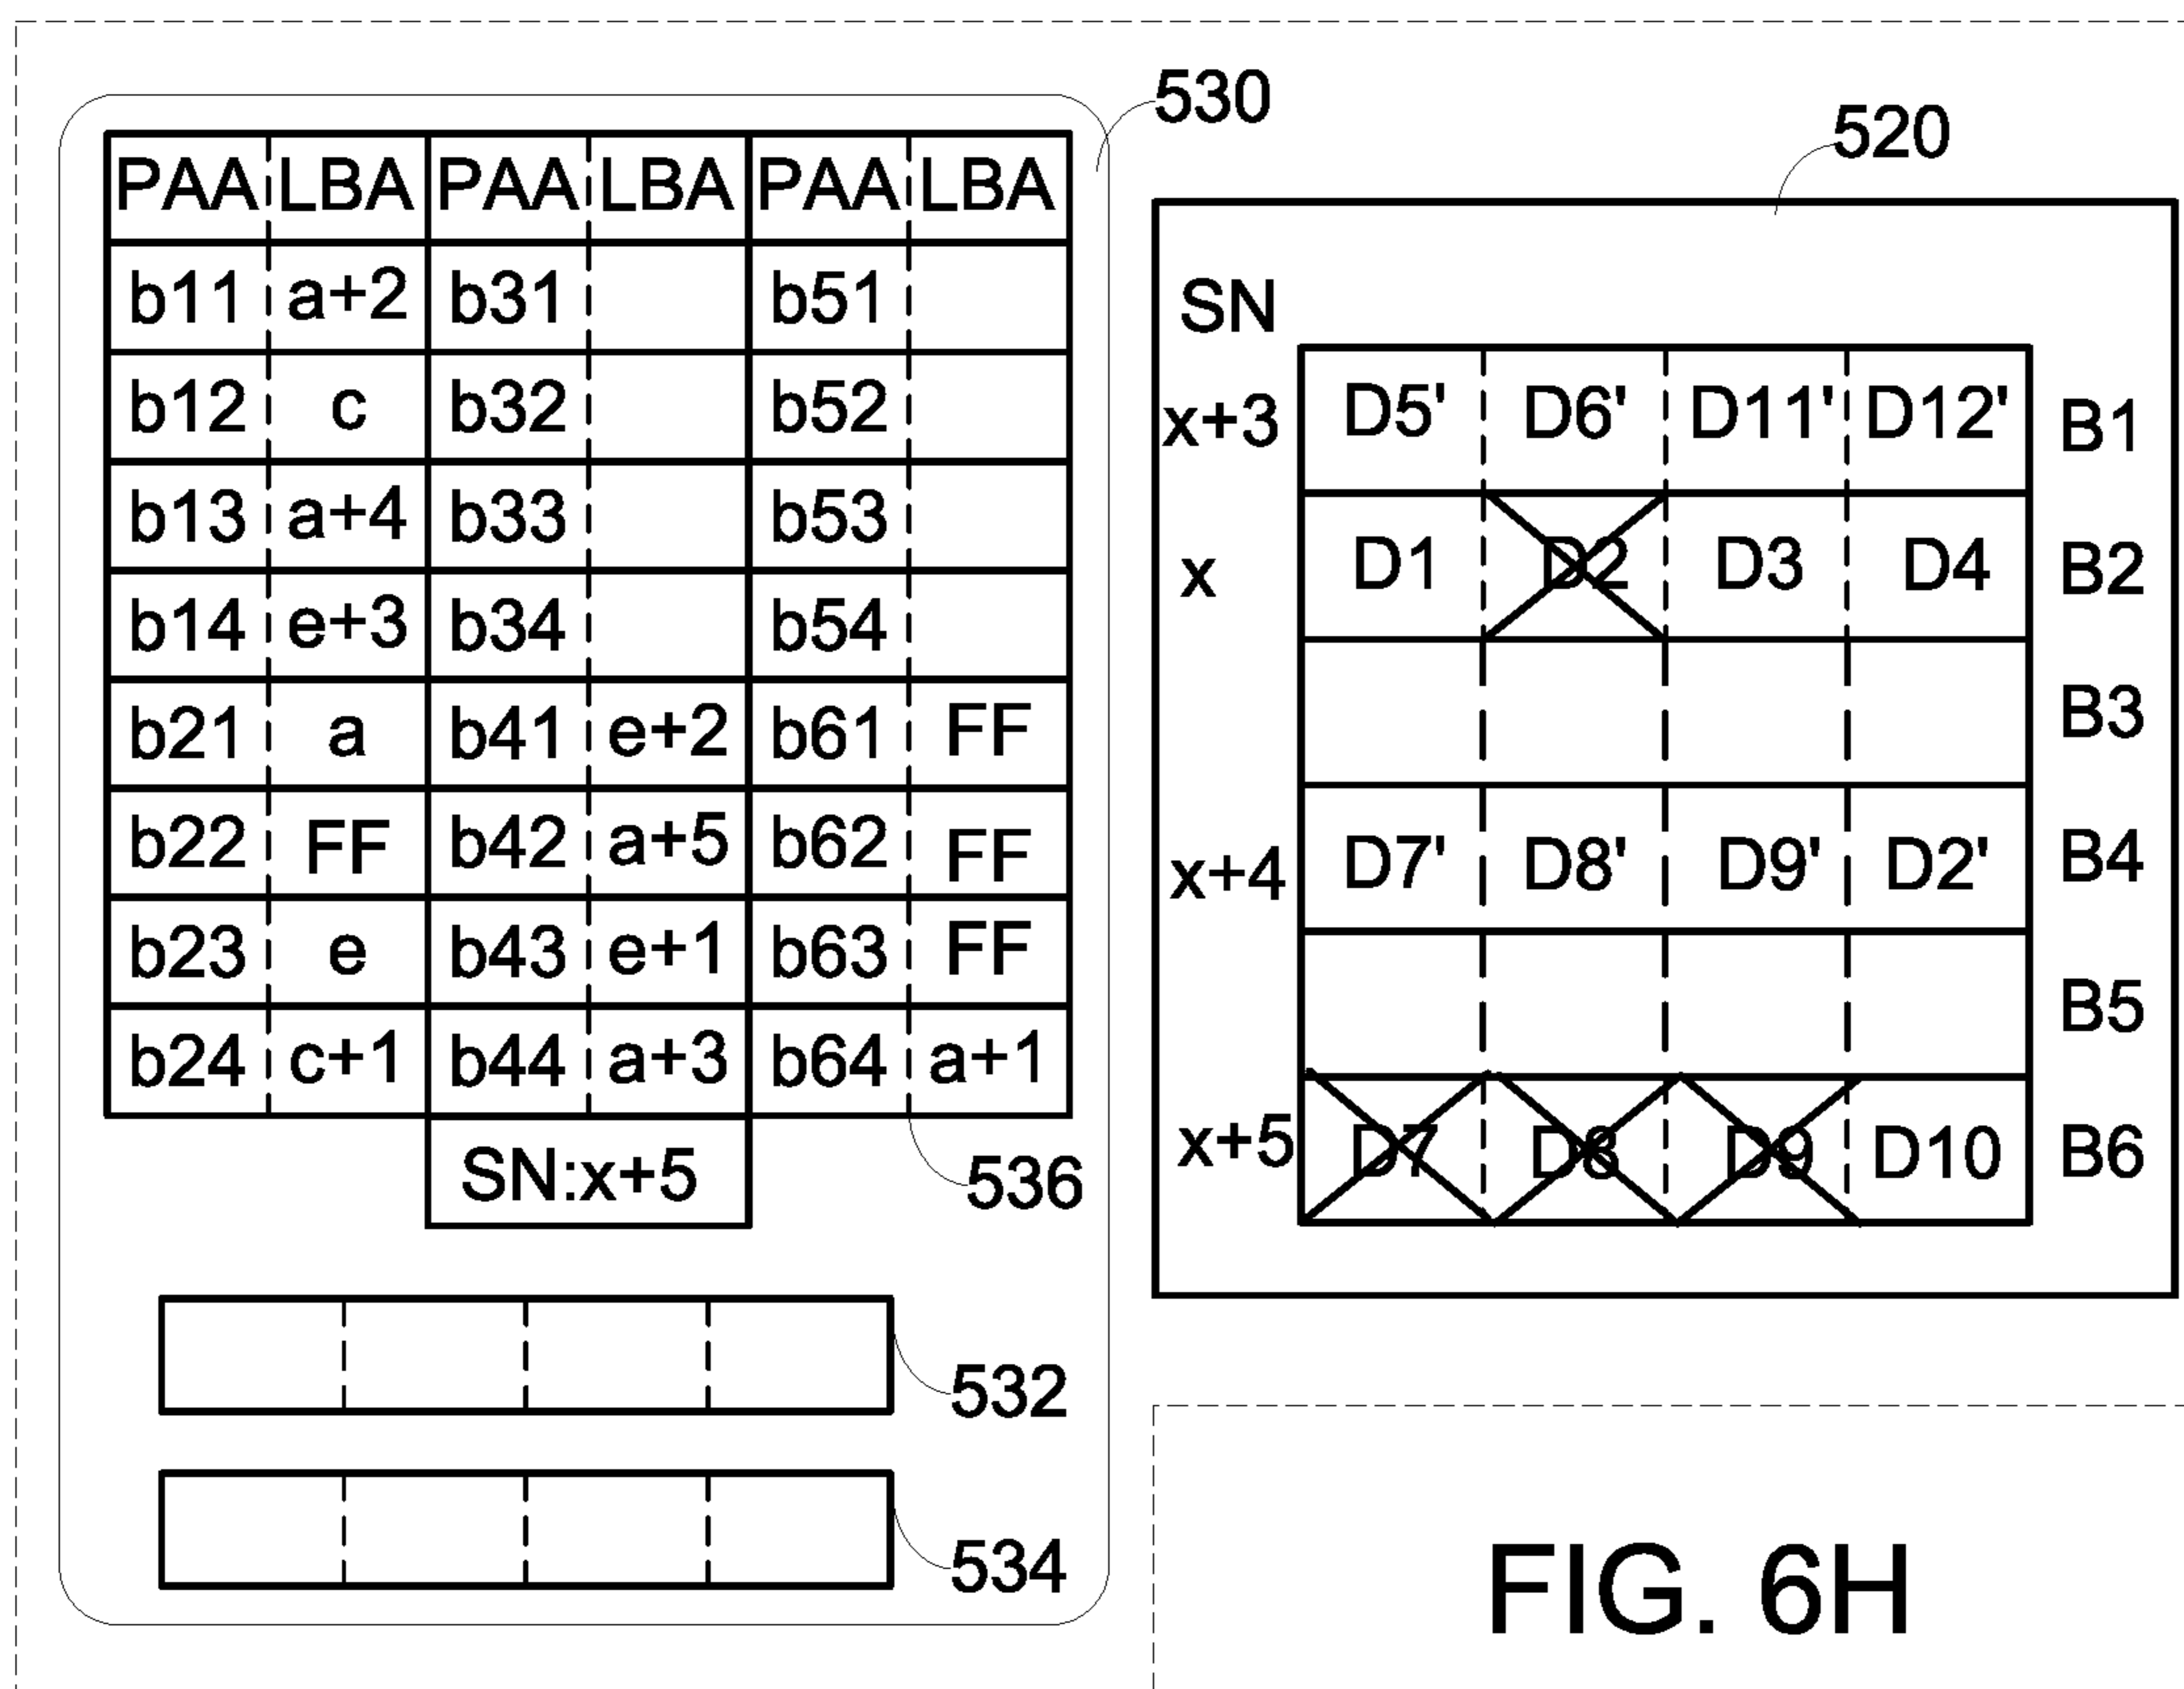 530
520
PAA LBA PAA LBA PAA LBA
b11 a+2 b31 b51
b12 c b32 b52
b13 a+4 b33 b53
b14 e+3 b34 b54
b21 a b41 e+2 b61 FF
b22 FF b42 a+5 b62 FF
b23 e b43 e+1 b63 FF
b24 c+1 b44 a+3 b64 a+1
SN:x+5
536
532
534
SN
x+3 D5' D6' D11' D12' B1
x D1 D2 D3 D4 B2
B3
x+4 D7' D8' D9' D2' B4
B5
x+5 D7 D8 D9 D10 B6
FIG. 6H